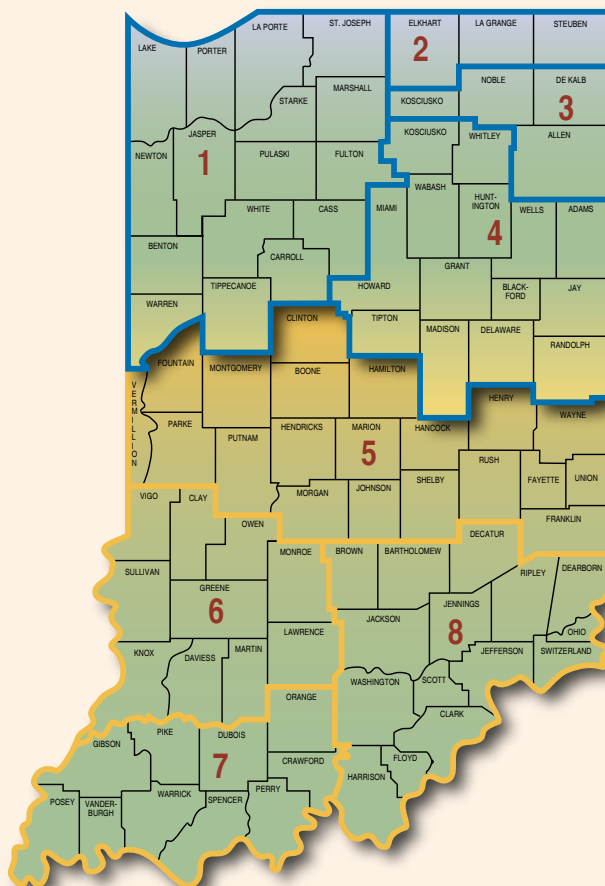 LA PORTE
ST. JOSEPH
ELKHART
LA GRANGE
STEUBEN
LAKE
PORTER
2
NOBLE
DE KALB
STARKE
MARSHALL
KOSCIUSKO
3
JASPER
KOSCIUSKO
WHITLEY
ALLEN
NEWTON
1
PULASKI
FULTON
WABASH
HUNT-
INGTON
WHITE
CASS
MIAMI
WELLS
ADAMS
4
BENTON
CARROLL
GRANT
TIPPECANOE
HOWARD
BLACK-
FORD
JAY
WARREN
CLINTON
TIPTON
MADISON
DELAWARE
RANDOLPH
FOUNTAIN
MONTGOMERY
BOONE
HAMILTON
VERMILLION
HENRY
WAYNE
PARKE
PUTNAM
HENDRICKS
MARION
HANCOCK
5
RUSH
FAYETTE
UNION
MORGAN
JOHNSON
SHELBY
VIGO
CLAY
FRANKLIN
OWEN
DECATUR
MONROE
BROWN
BARTHOLOMEW
SULLIVAN
RIPLEY
DEARBORN
GREENE
6
JACKSON
JENNINGS
8
LAWRENCE
OHIO
KNOX
DAVIESS
MARTIN
JEFFERSON
SWITZERLAND
WASHINGTON
SCOTT
ORANGE
CLARK
GIBSON
PIKE
DUBOIS
7
CRAWFORD
FLOYD
HARRISON
POSEY
VANDER-
BURGH
WARRICK
SPENCER
PERRY